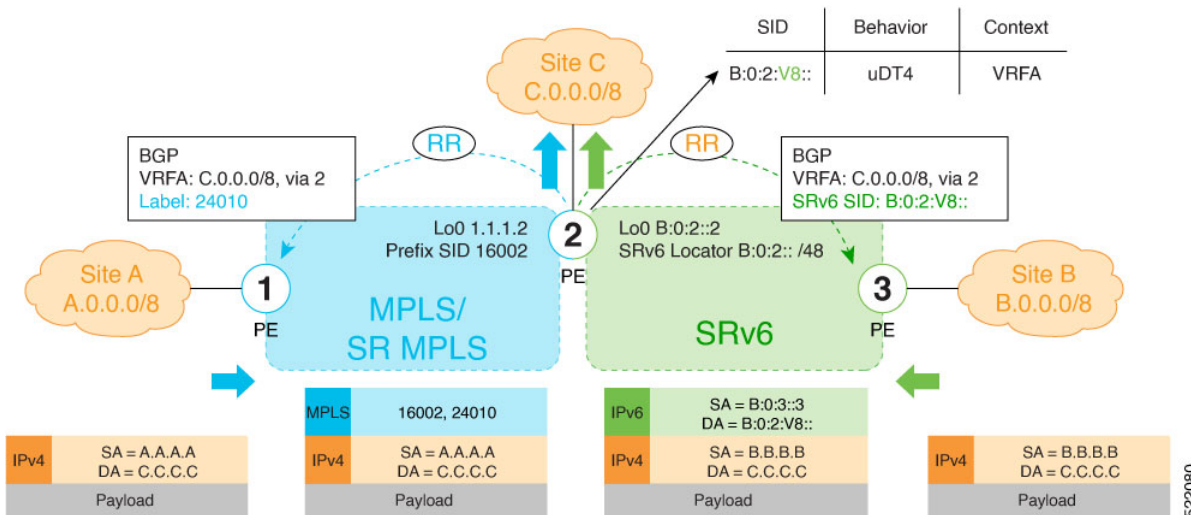 SID Behavior Context
B:0:2:V8:: uDT4 VRFA
Site C
C.0.0.0/8
RR
RR
BGP
VRFA: C.0.0.0/8, via 2
Label: 24010
BGP
VRFA: C.0.0.0/8, via 2
SRv6 SID: B:0:2:V8::
Lo0 1.1.1.2
Prefix SID 16002
2
PE
Lo0 B:0:2::2
SRv6 Locator B:0:2:: /48
Site A
A.0.0.0/8
1
PE
MPLS/
SR MPLS
SRv6
3
PE
Site B
B.0.0.0/8
MPLS 16002, 24010
IPv6 SA = B:0:3::3
DA = B:0:2:V8::
IPv4 SA = A.A.A.A
DA = C.C.C.C
Payload
IPv4 SA = A.A.A.A
DA = C.C.C.C
Payload
IPv4 SA = B.B.B.B
DA = C.C.C.C
Payload
IPv4 SA = B.B.B.B
DA = C.C.C.C
Payload
522080